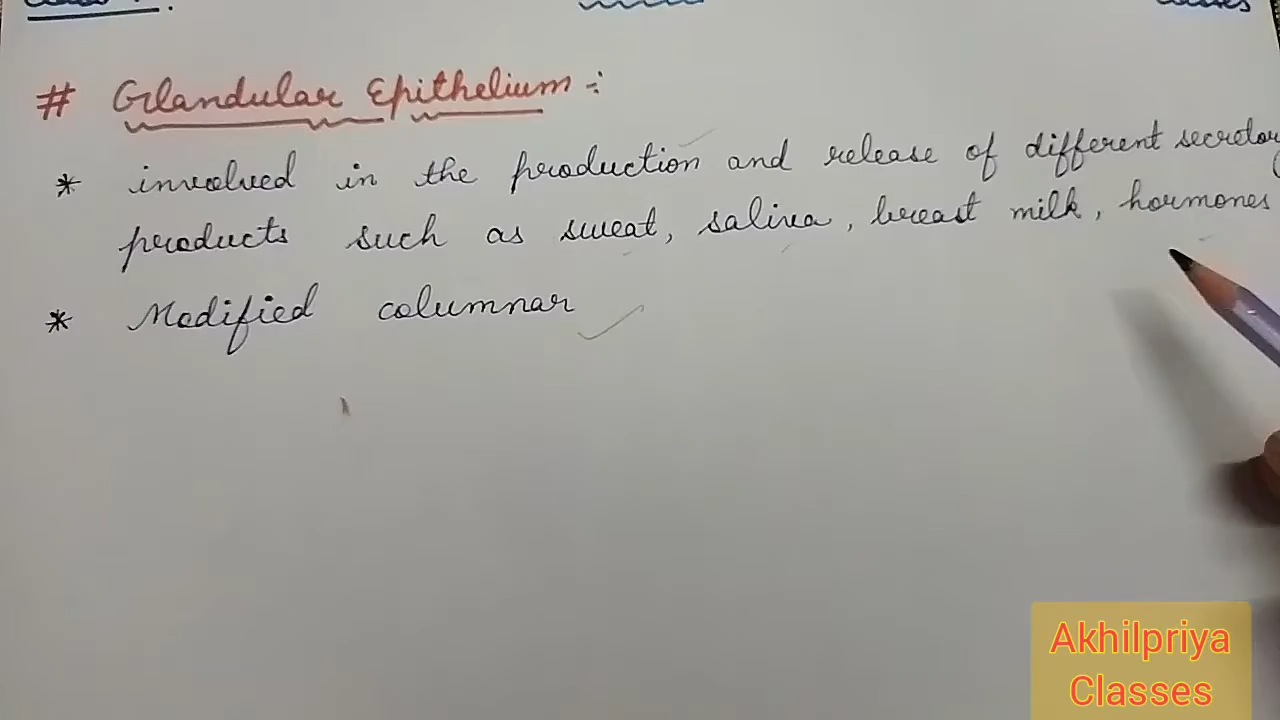 # Glandular Epithelium :-
* involved in the production and release of different secretory
products such as sweat, saliva, breast milk, hormones
* Modified columnar
Akhilpriya
Classes